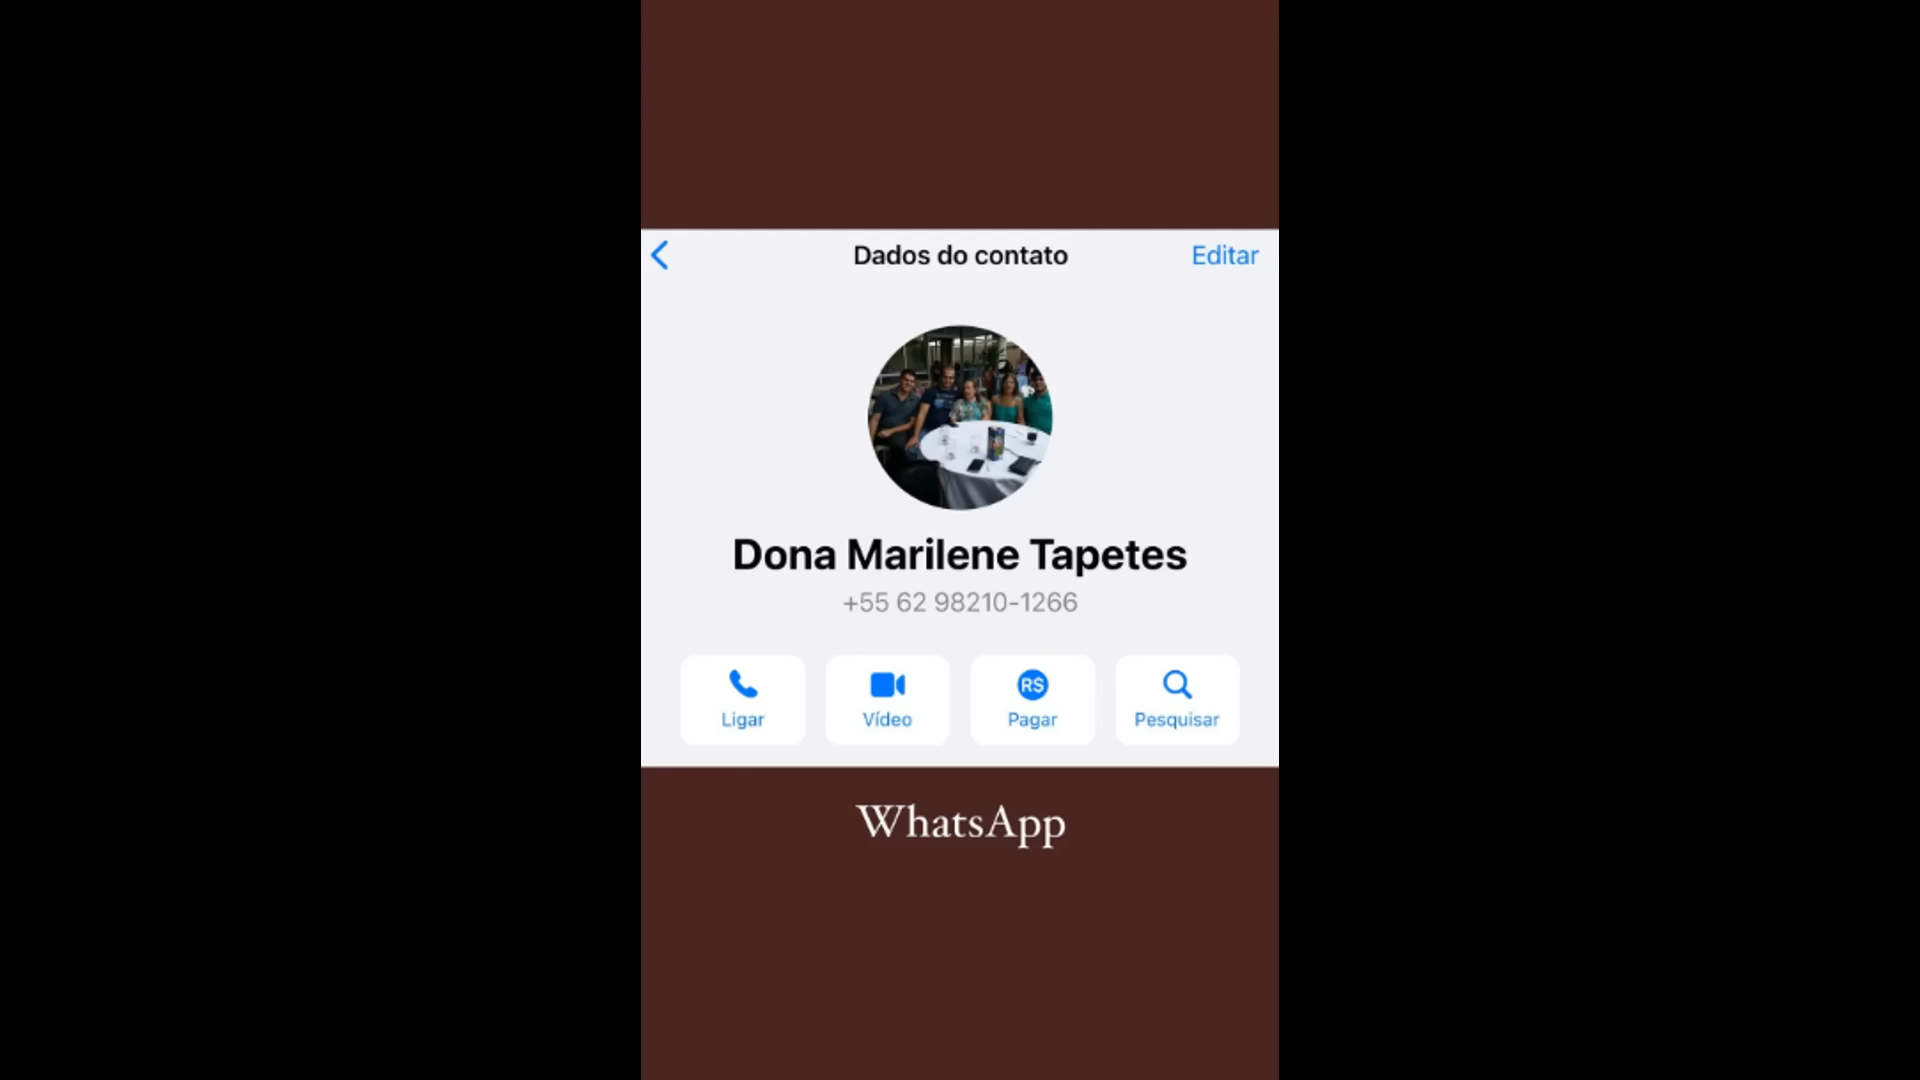 Dados do contato
Editar
Dona Marilene Tapetes
+55 62 98210-1266
Ligar
Vídeo
R$
Pagar
Pesquisar
WhatsApp